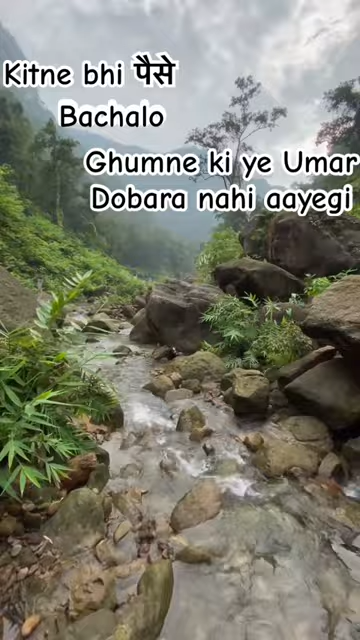 Kitne bhi पैसे
Bachalo
Ghumne ki ye Umar
Dobara nahi aayegi